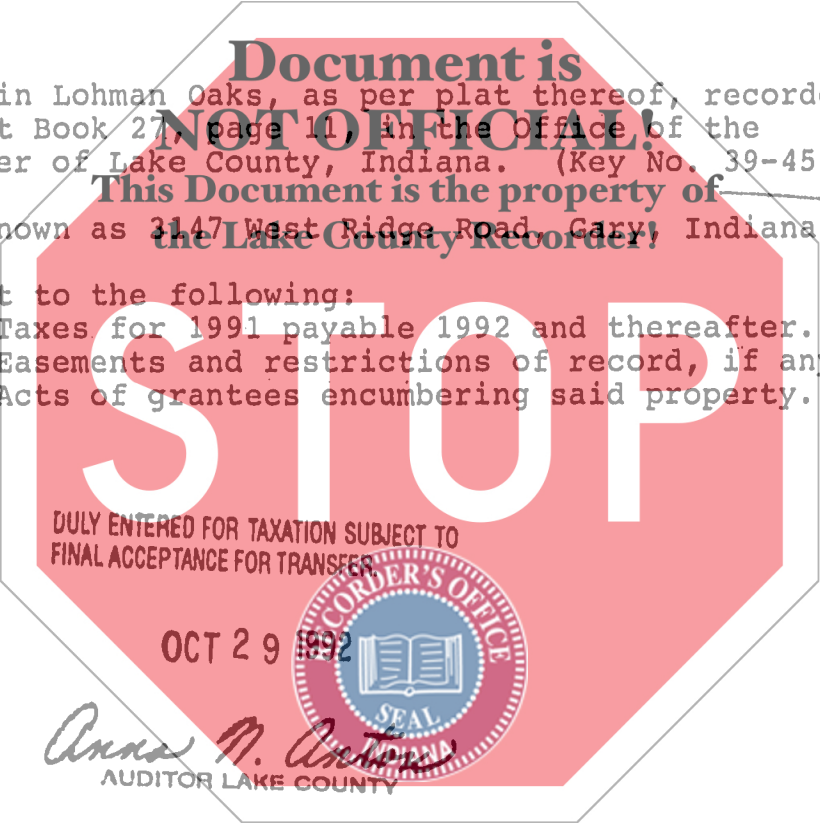 Document is
in Lohman Oaks, as per plat thereof, recorde
NOT OFFICIAL!
t Book 27, page 11, in the Office of the
er of Lake County, Indiana. (Key No. 39-45
This Document is the property of
nown as 3147 West Ridge Road, Gary, Indiana
the Lake County Recorder!
t to the following:
Taxes for 1991 payable 1992 and thereafter.
Easements and restrictions of record, if any
Acts of grantees encumbering said property.
STOP
DULY ENTERED FOR TAXATION SUBJECT TO
FINAL ACCEPTANCE FOR TRANSFER.
RECORDER'S OFFICE
OCT 29 1992
SEAL
INDIANA
Anna N. Anton
AUDITOR LAKE COUNTY